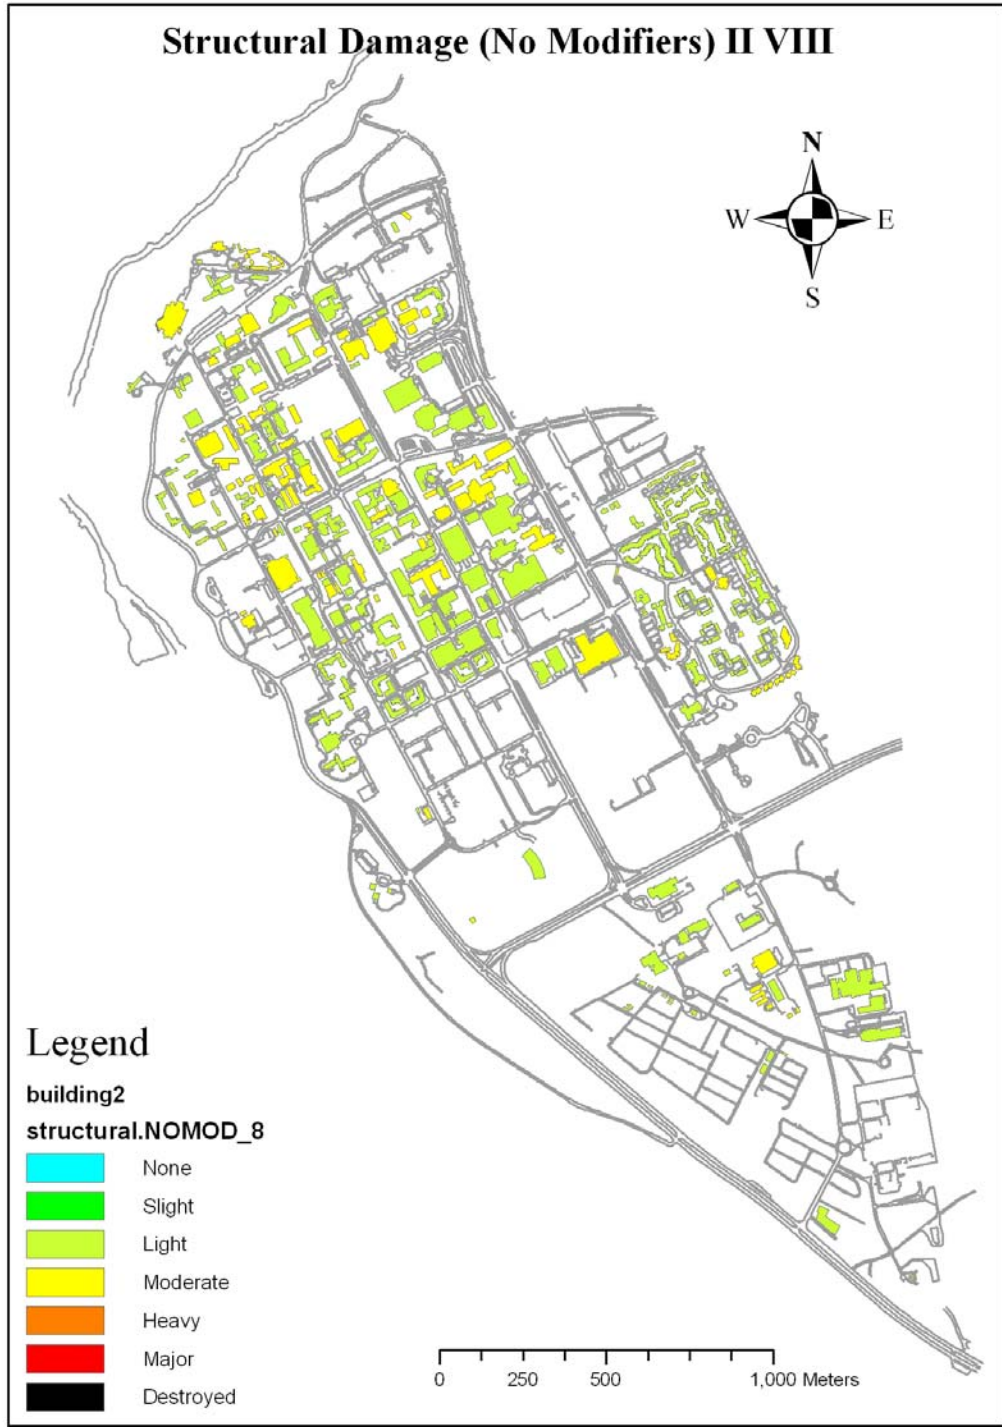 Structural Damage (No Modifiers) II VIII
N
W E
S
Legend
building2
structural.NOMOD_8
None
Slight
Light
Moderate
Heavy
Major
Destroyed
0 250 500 1,000 Meters